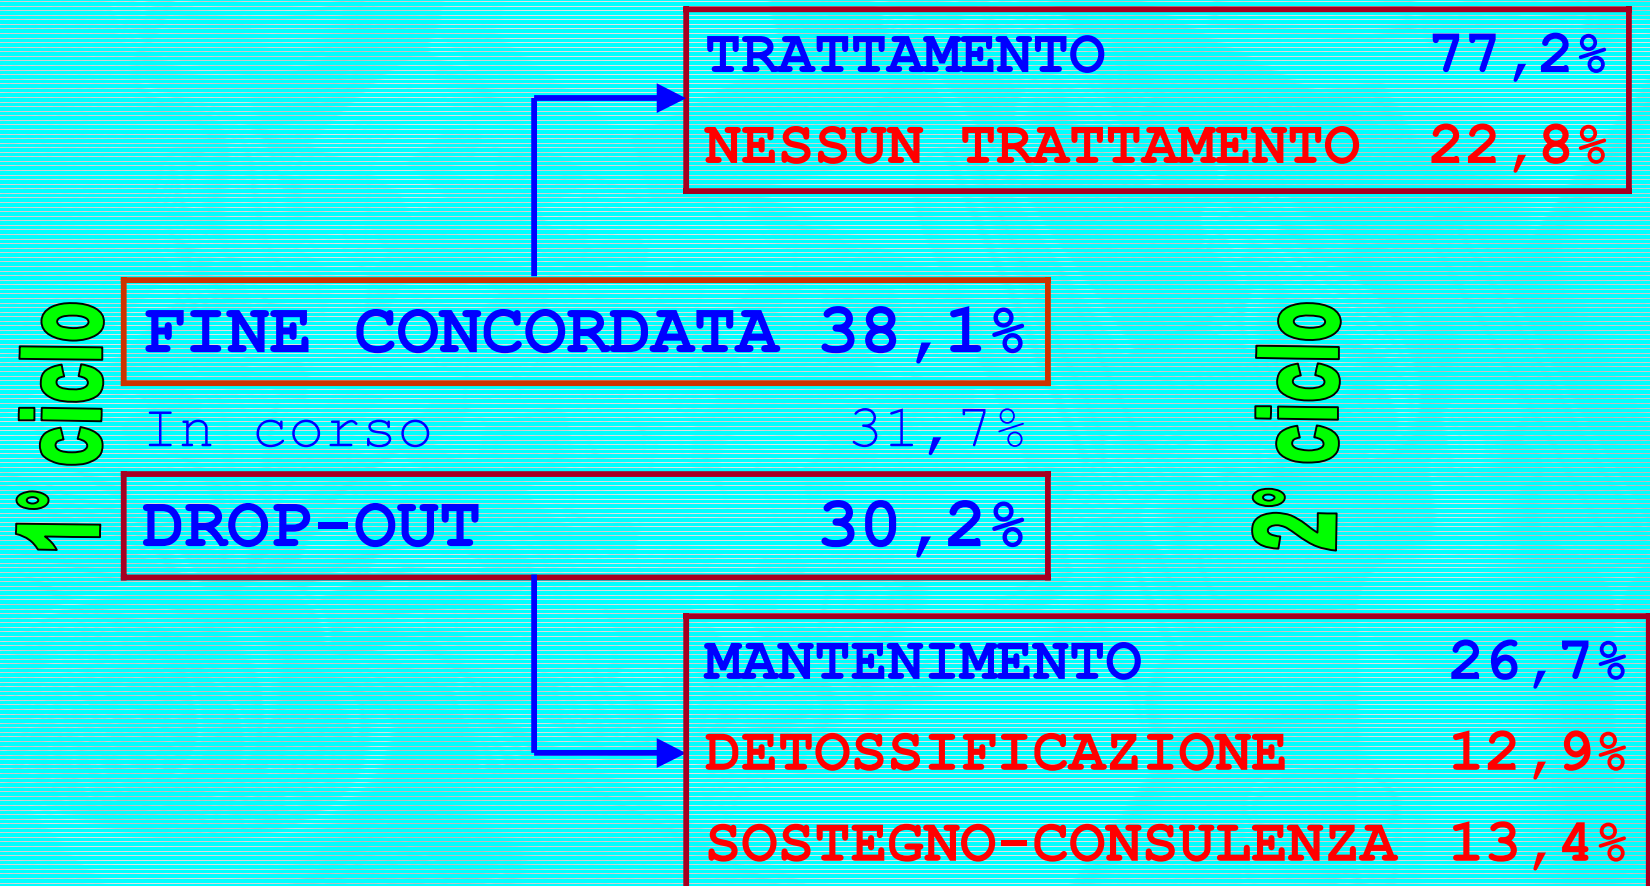 TRATTAMENTO 77,2%
NESSUN TRATTAMENTO 22,8%
1° ciclo
FINE CONCORDATA 38,1%
In corso 31,7%
DROP-OUT 30,2%
2° ciclo
MANTENIMENTO 26,7%
DETOSSIFICAZIONE 12,9%
SOSTEGNO-CONSULENZA 13,4%